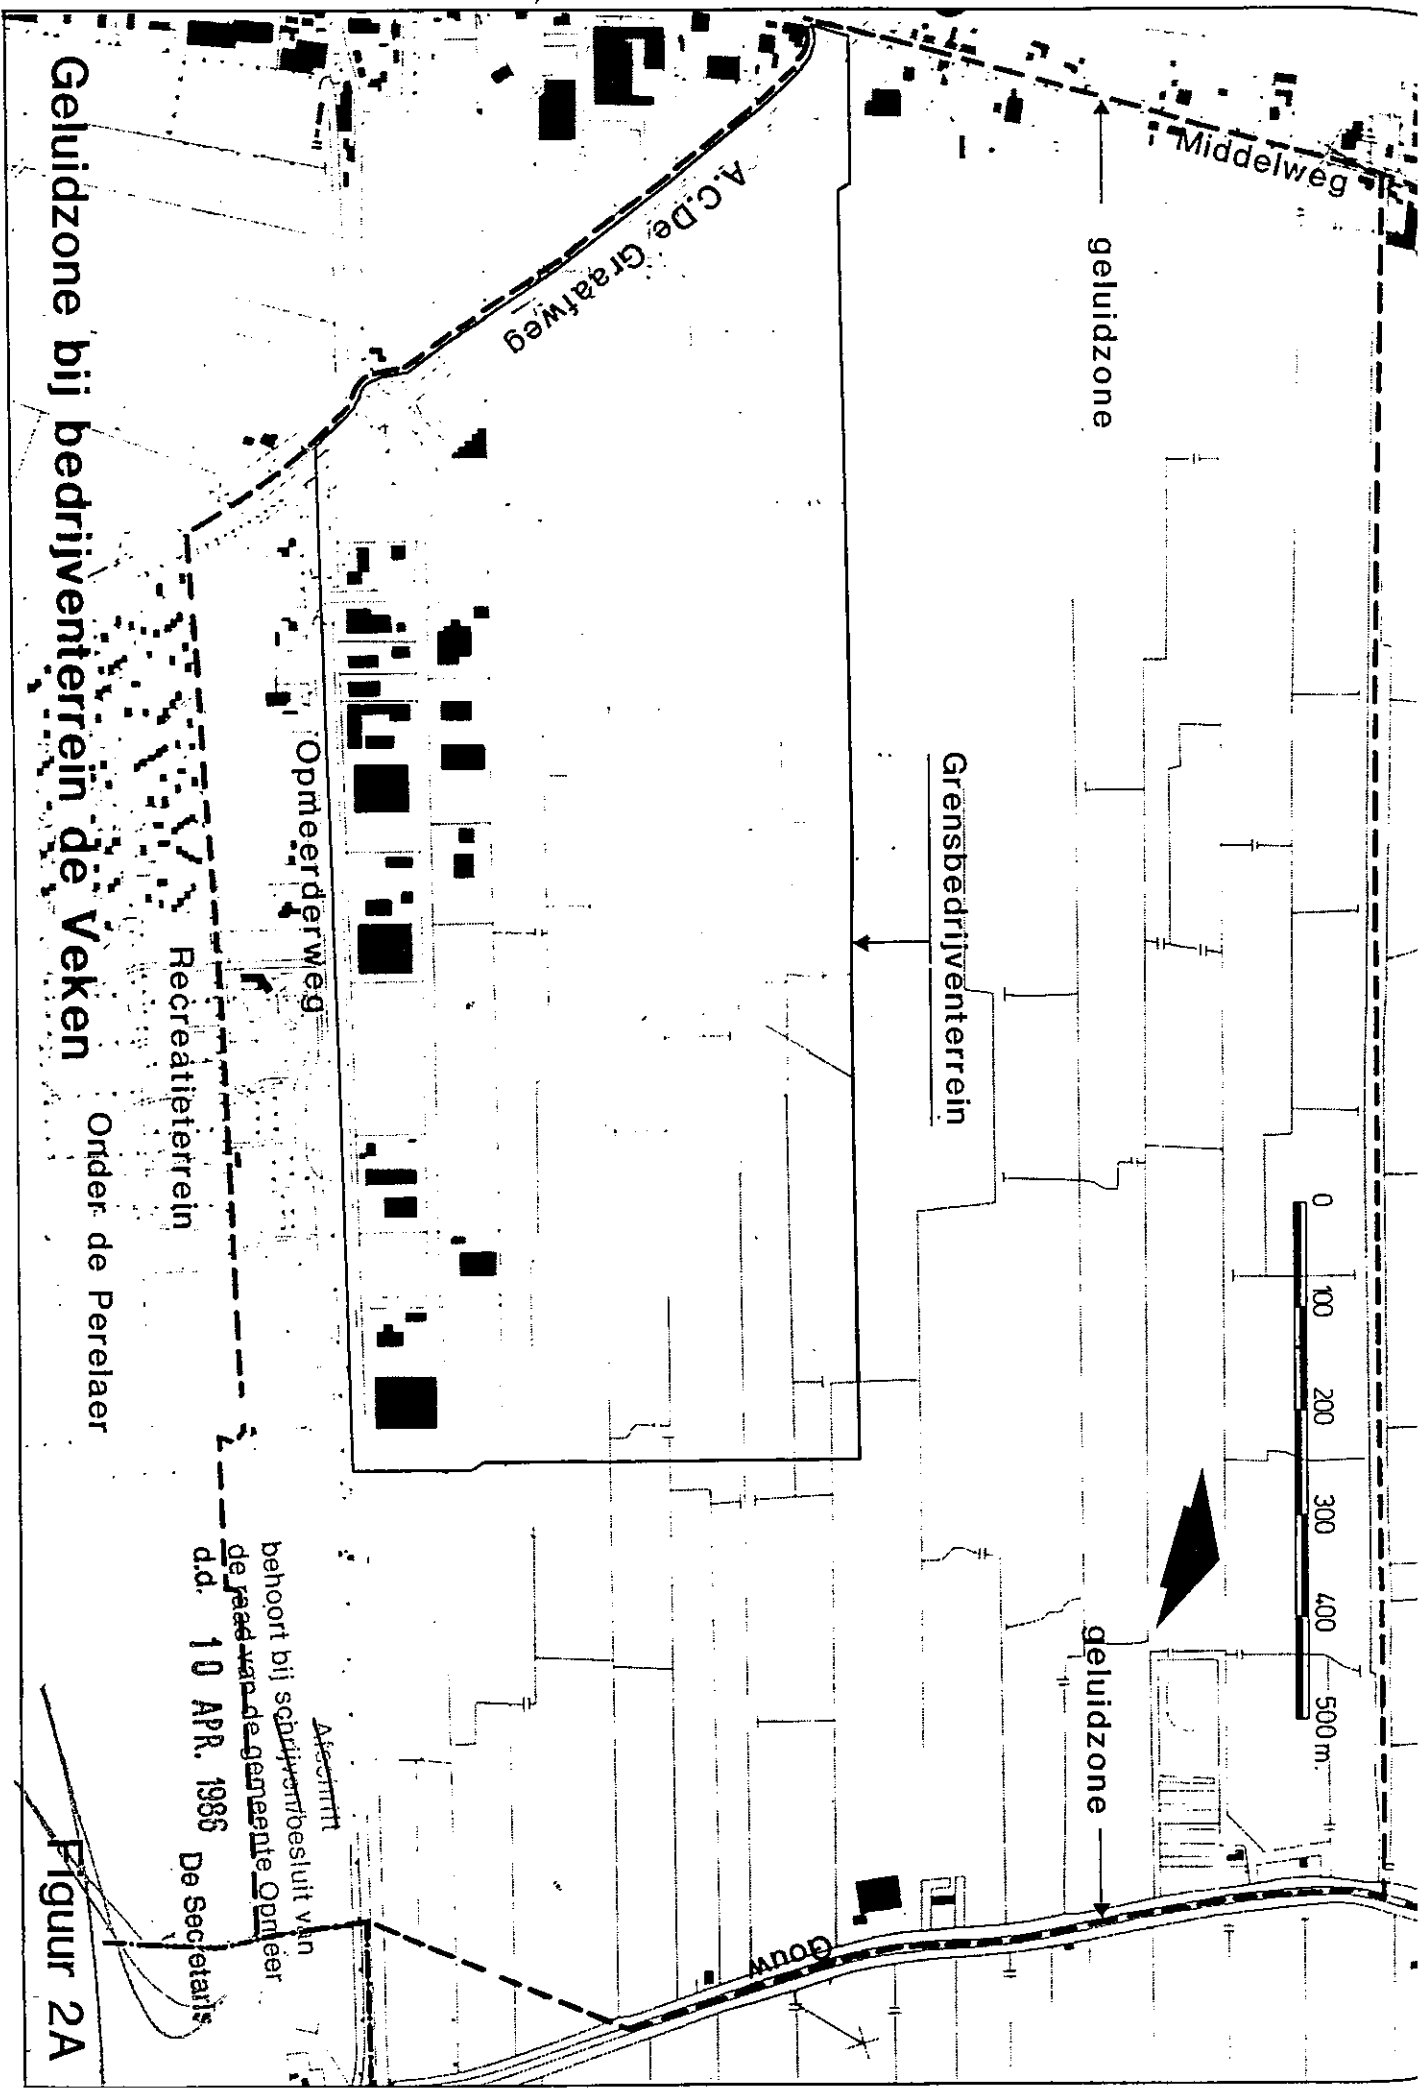 Middelweg
geluidzone
A.C.De Graafweg
Grensbedrijventerrein
0 100 200 300 400 500 m.
geluidzone
Gouw
Opmeerderweg
Recreatieterrein
Onder de Perelaer
Geluidzone bij bedrijventerrein de Veken
Afschrift
behoort bij schrijven/besluit van
de raad van de gemeente Opmeer
d.d. 10 APR. 1986
De Secretaris
Figuur 2A